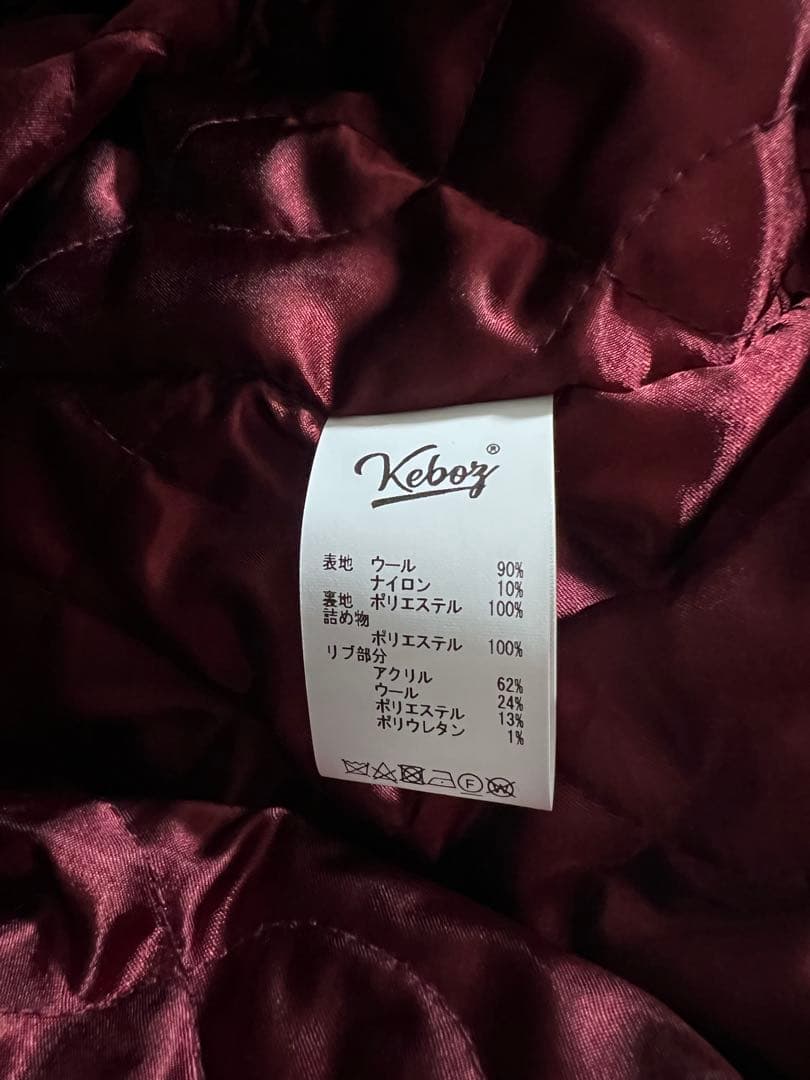 Keboz®
表地 ウール 90%
ナイロン 10%
裏地 ポリエステル 100%
詰め物
ポリエステル 100%
リブ部分
アクリル 62%
ウール 24%
ポリエステル 13%
ポリウレタン 1%
F W